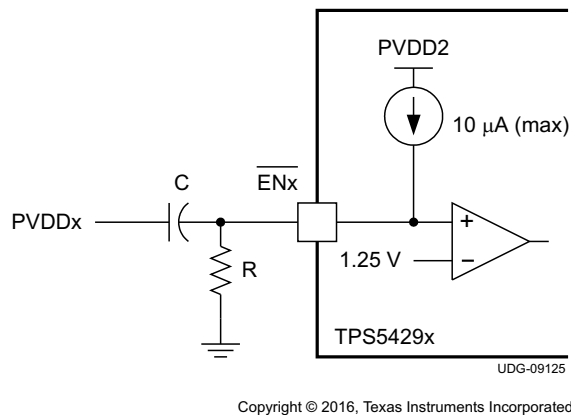 PVDD2
10 μA (max)
C
ENx
PVDDx
R
+
1.25 V
−
TPS5429x
UDG-09125
Copyright © 2016, Texas Instruments Incorporated